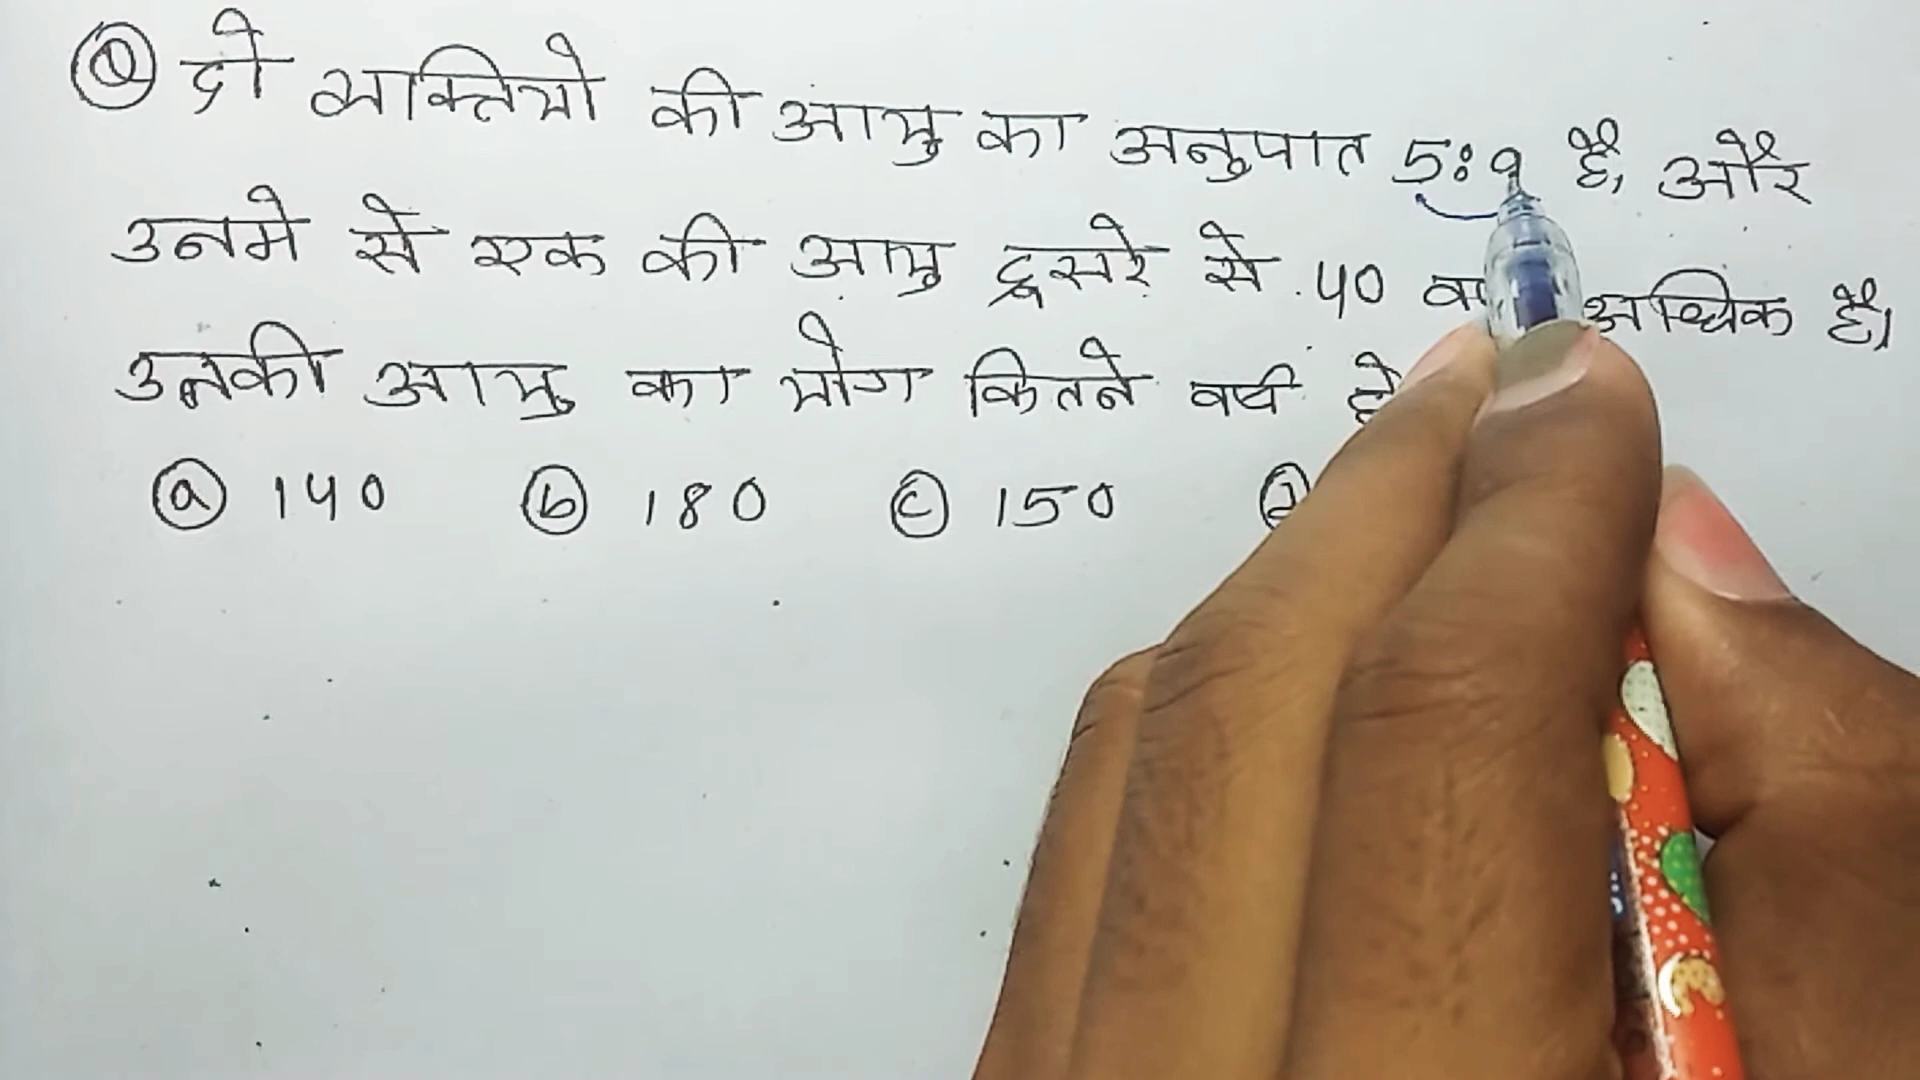 Q दो व्यक्तियो की आयु का अनुपात 5:9 है, और
उनमे से एक की आयु दूसरे से 40 अधिक है,
उनकी आयु का योग कितने वर्ष
a 140 b 180 c 150 d